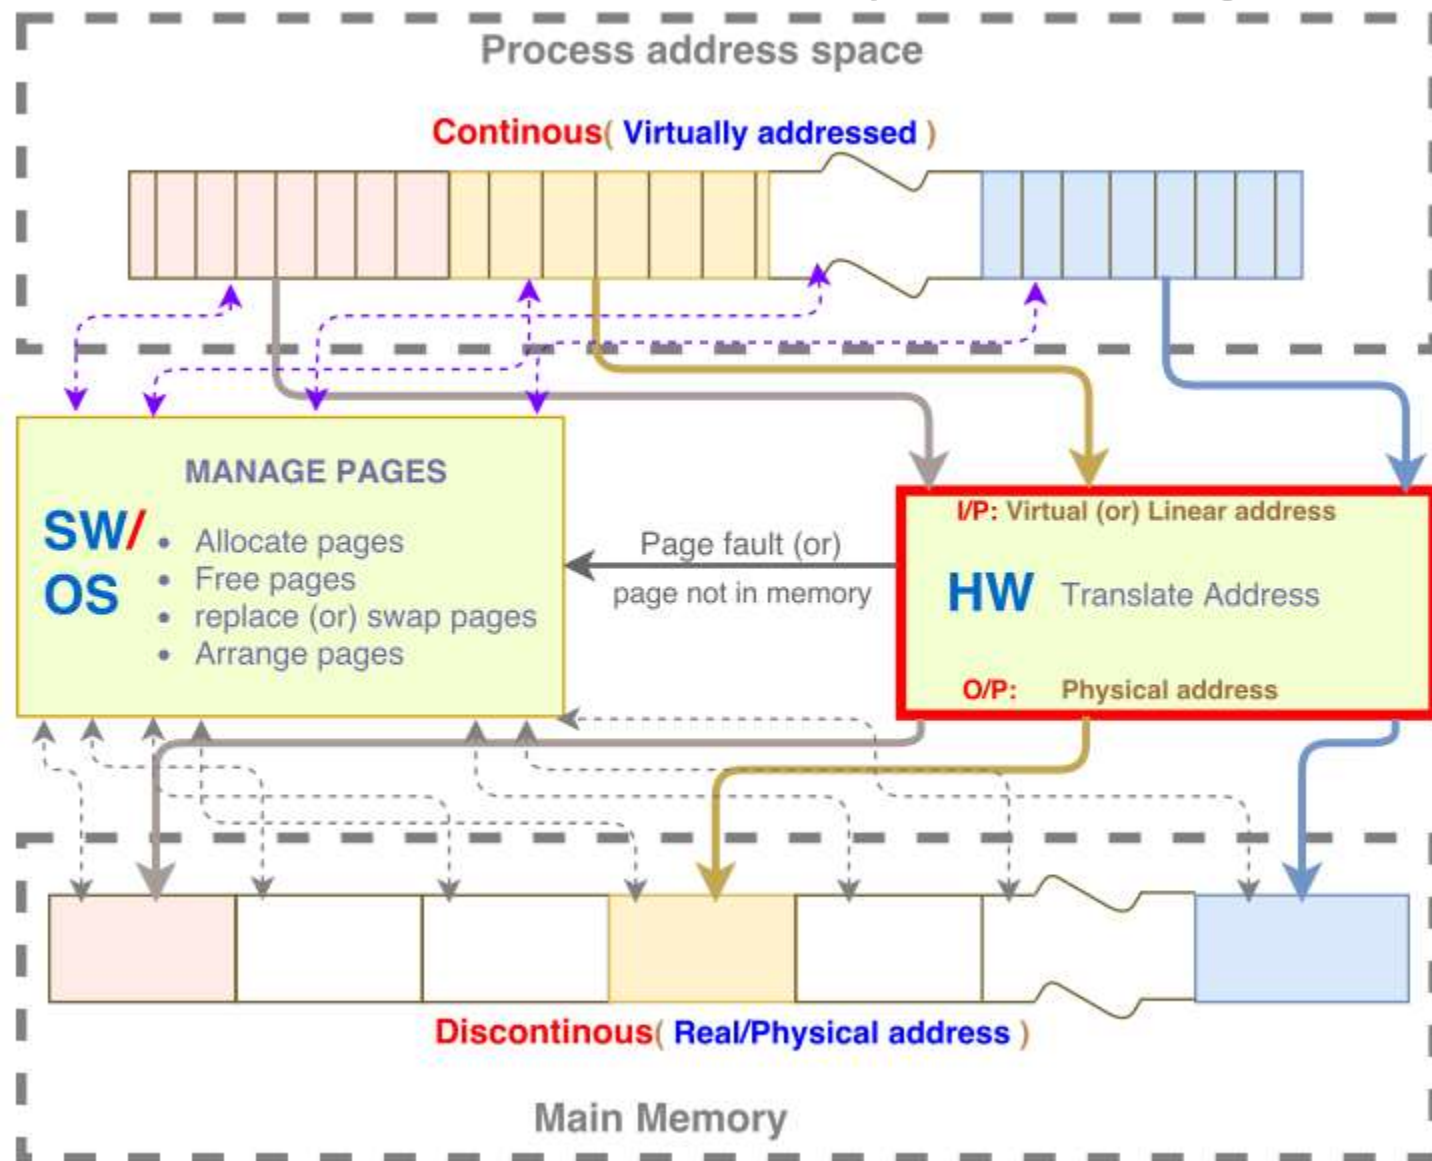 Process address space
Continous( Virtually addressed )
MANAGE PAGES
SW/
OS
• Allocate pages
• Free pages
• replace (or) swap pages
• Arrange pages
Page fault (or)
page not in memory
I/P: Virtual (or) Linear address
HW Translate Address
O/P: Physical address
Discontinous( Real/Physical address )
Main Memory